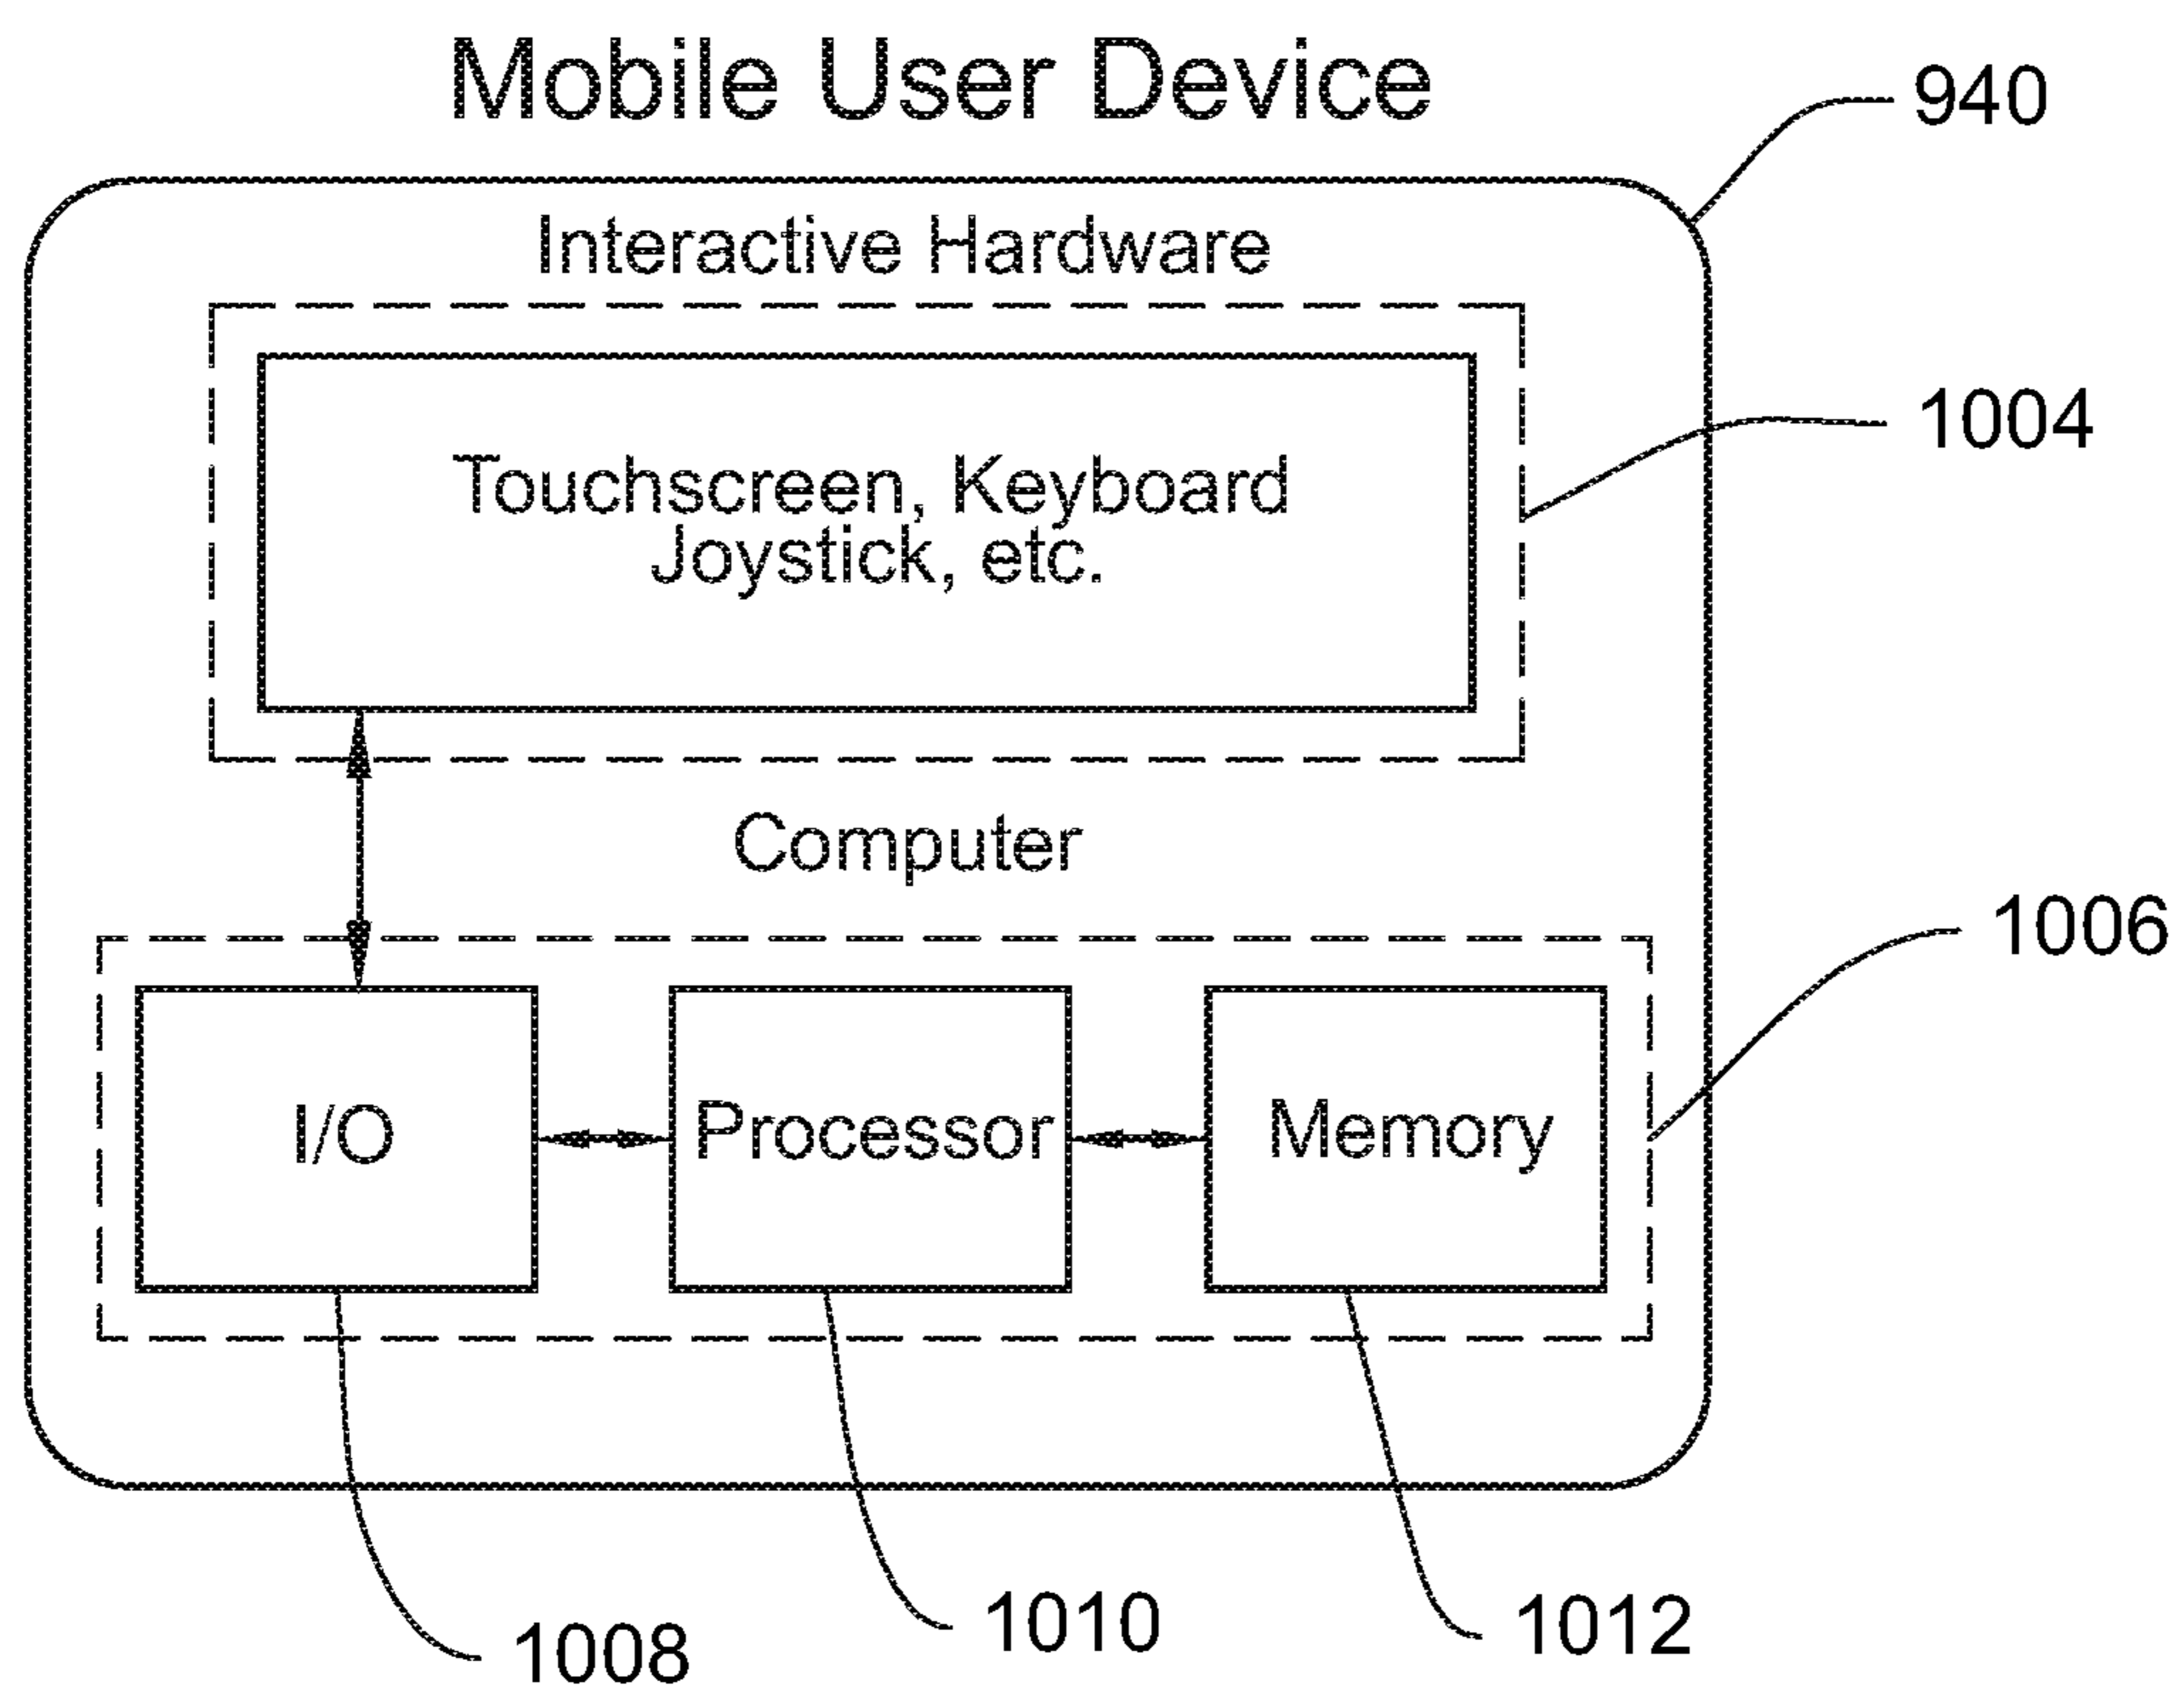 Mobile User Device
940
Interactive Hardware
1004
Touchscreen, Keyboard
Joystick, etc.
Computer
1006
I/O
Processor
Memory
1008
1010
1012